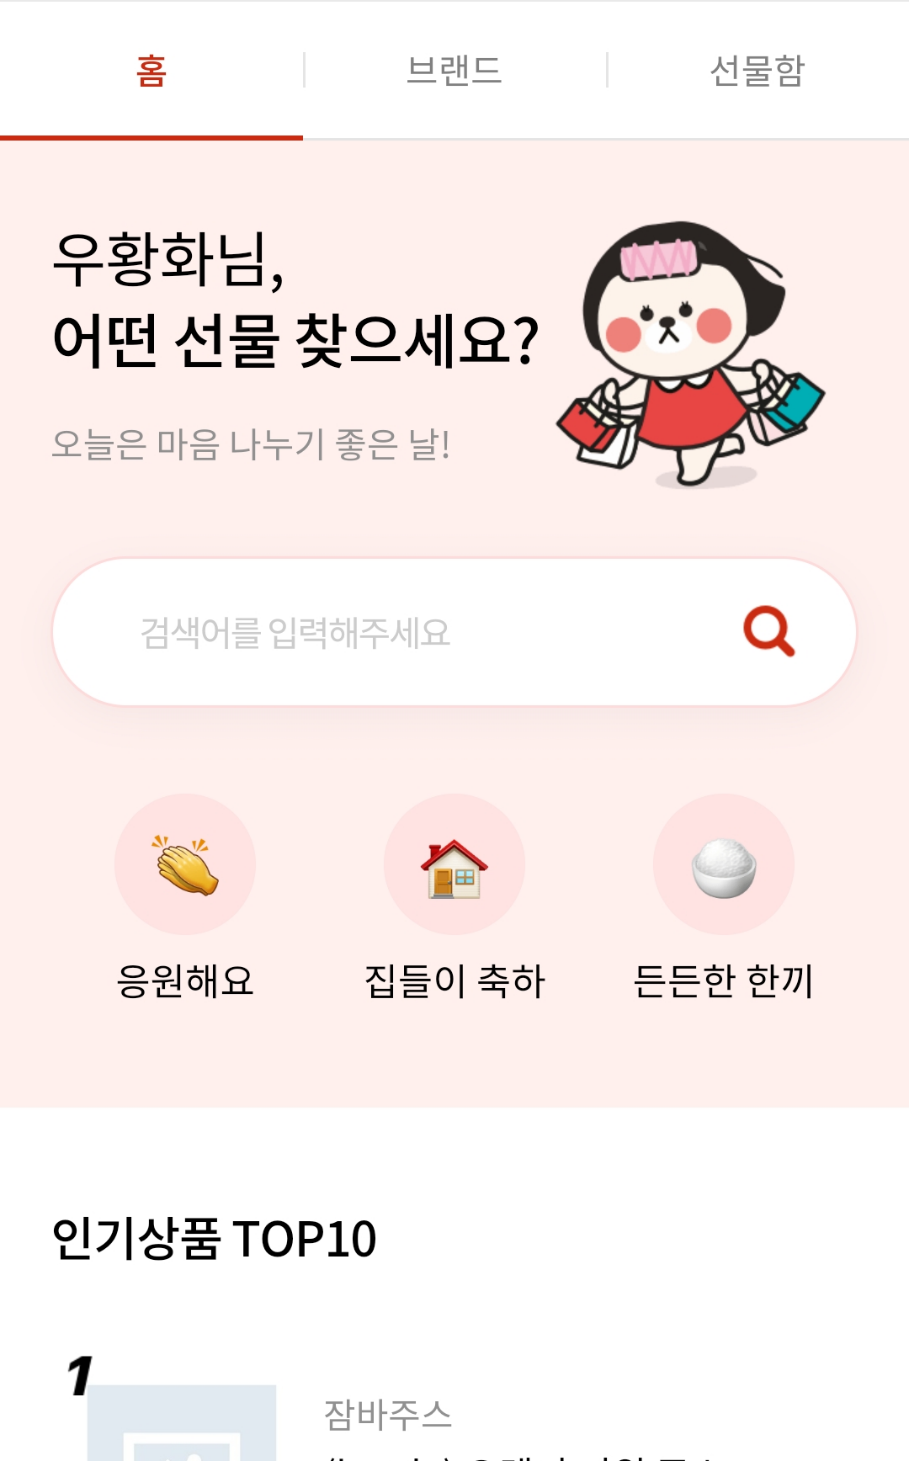 홈
브랜드
선물함
우황화님,
어떤 선물 찾으세요?
오늘은 마음 나누기 좋은 날!
검색어를 입력해주세요
응원해요
집들이 축하
든든한 한끼
인기상품 TOP10
1
잠바주스